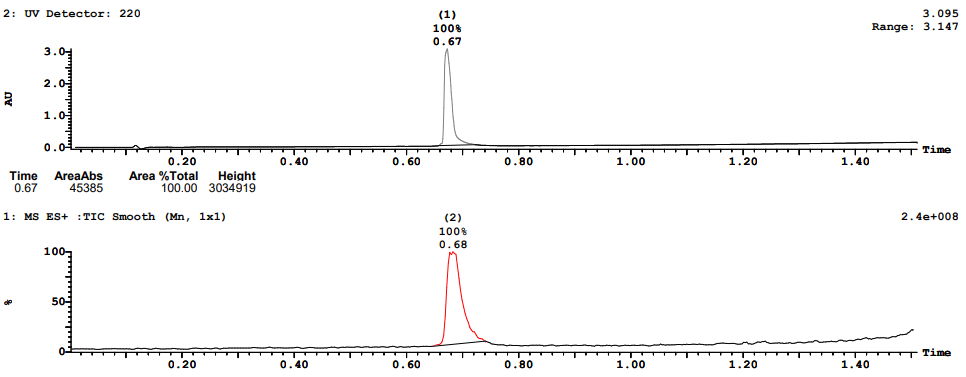 2: UV Detector: 220
3.095
Range: 3.147
(1)
100%
0.67
3.0
2.0
1.0
0.0
AU
0.20 0.40 0.60 0.80 1.00 1.20 1.40
Time
Time AreaAbs Area %Total Height
0.67 45385 100.00 3034919
1: MS ES+ :TIC Smooth (Mn, 1x1)
2.4e+008
(2)
100%
0.68
100
50
0
%
0.20 0.40 0.60 0.80 1.00 1.20 1.40
Time